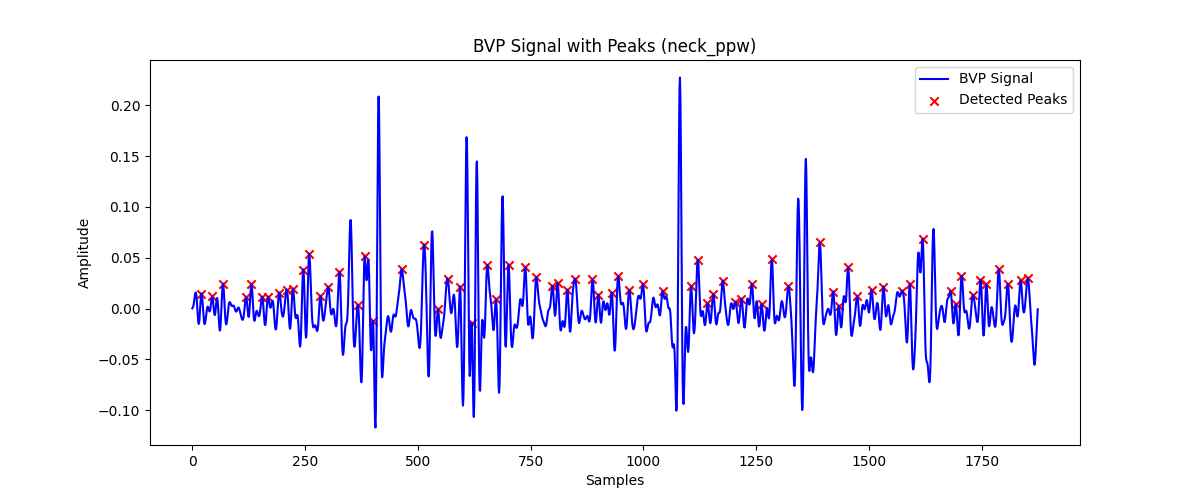 BVP Signal with Peaks (neck_ppw)
BVP Signal
Detected Peaks
Amplitude
0.20
0.15
0.10
0.05
0.00
−0.05
−0.10
0 250 500 750 1000 1250 1500 1750
Samples